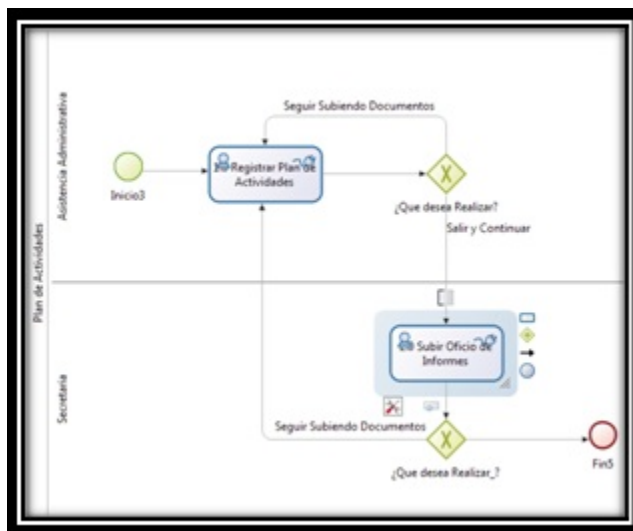 Plan de Actividades
Asistencia Administrativa
Seguir Subiendo Documentos
Registrar Plan de
Actividades
Inicio3
¿Que desea Realizar?
Salir y Continuar
Secretaria
Subir Oficio de
Informes
Seguir Subiendo Documentos
¿Que desea Realizar_?
Fin5